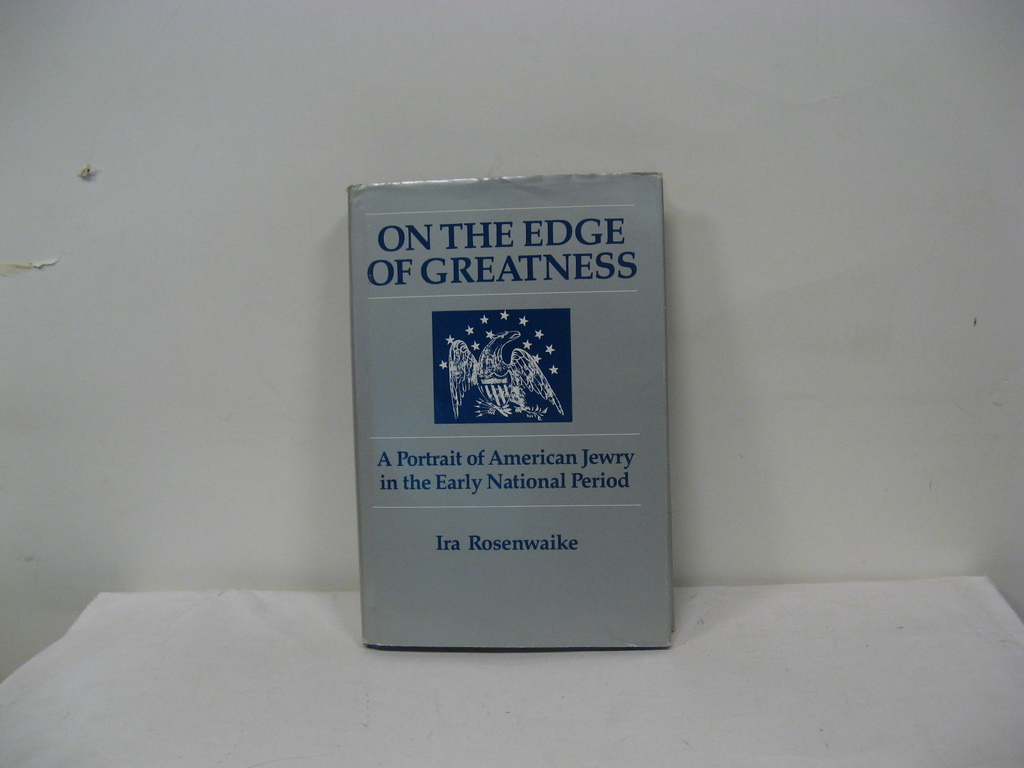 ON THE EDGE
OF GREATNESS
A Portrait of American Jewry
in the Early National Period
Ira Rosenwaike